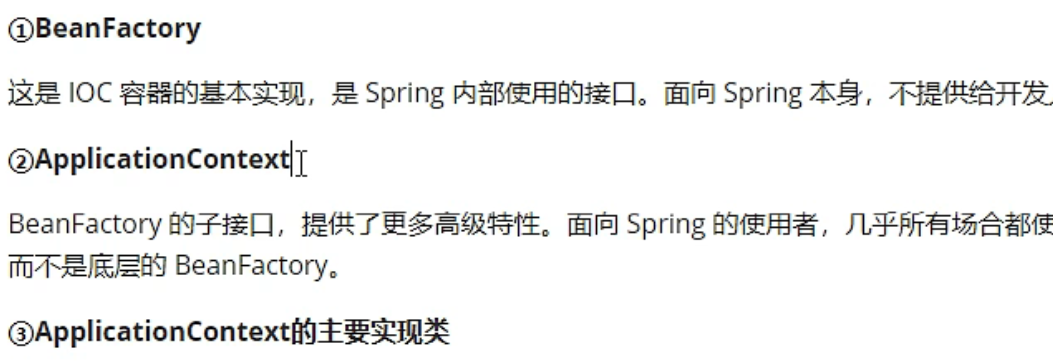 ①BeanFactory
这是 IOC 容器的基本实现，是 Spring 内部使用的接口。面向 Spring 本身，不提供给开发
②ApplicationContext
BeanFactory 的子接口，提供了更多高级特性。面向 Spring 的使用者，几乎所有场合都使
而不是底层的 BeanFactory。
③ApplicationContext的主要实现类